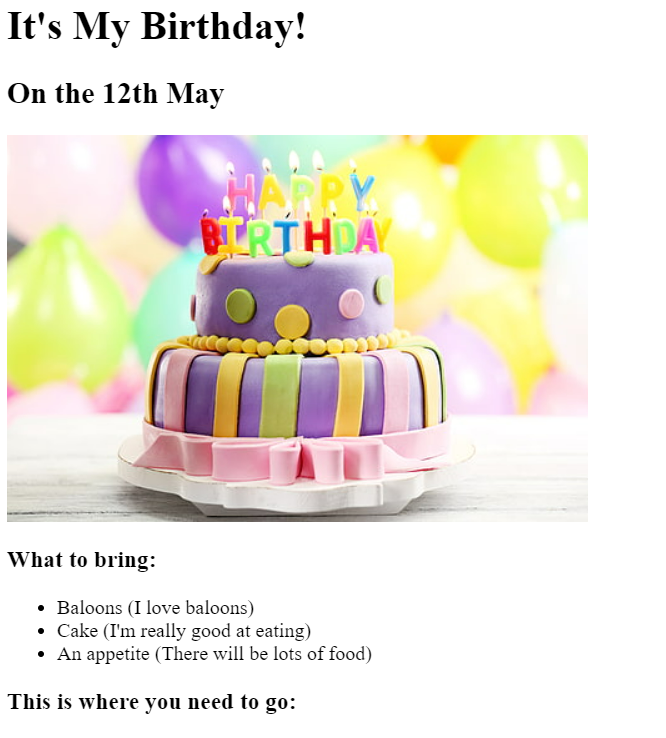 It's My Birthday!
On the 12th May
HAPPY
BIRTHDAY
What to bring:
Baloons (I love baloons)
Cake (I'm really good at eating)
An appetite (There will be lots of food)
This is where you need to go: